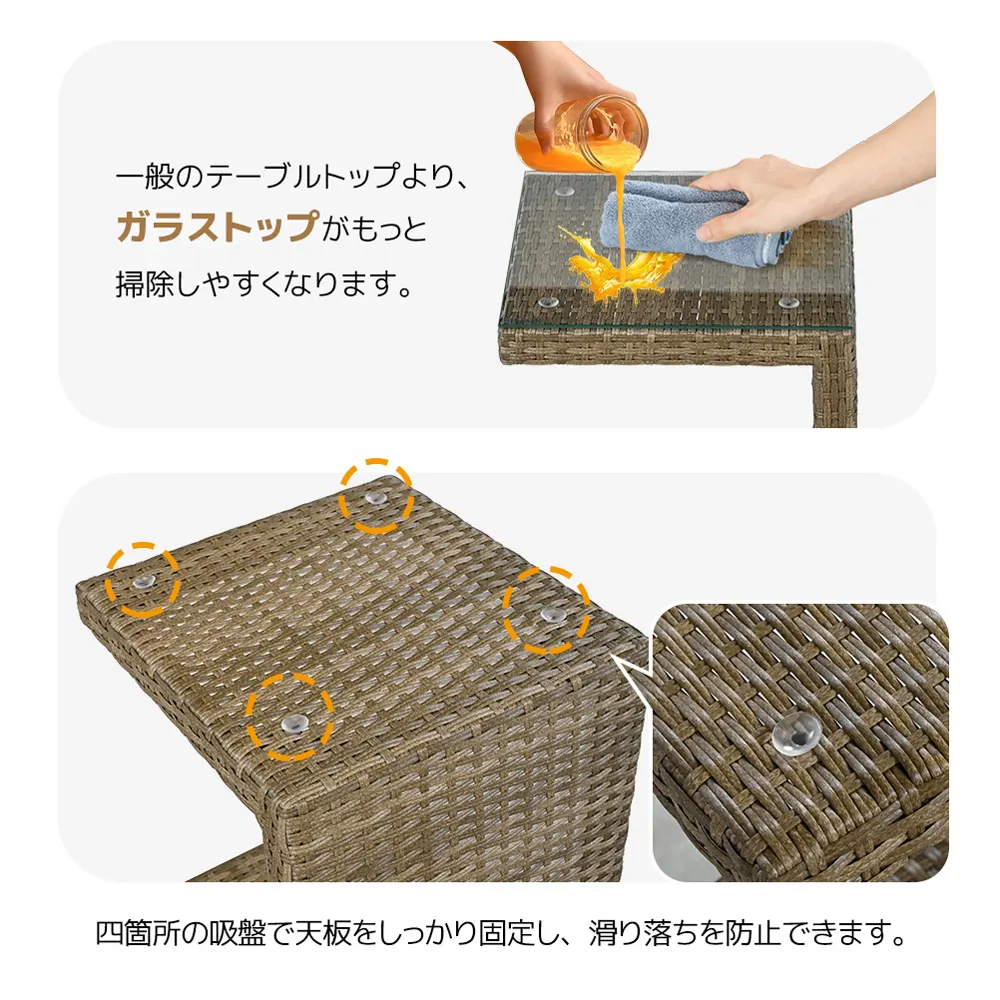 一般のテーブルトップより、
ガラストップがもっと
掃除しやすくなります。
四箇所の吸盤で天板をしっかり固定し、滑り落ちを防止できます。